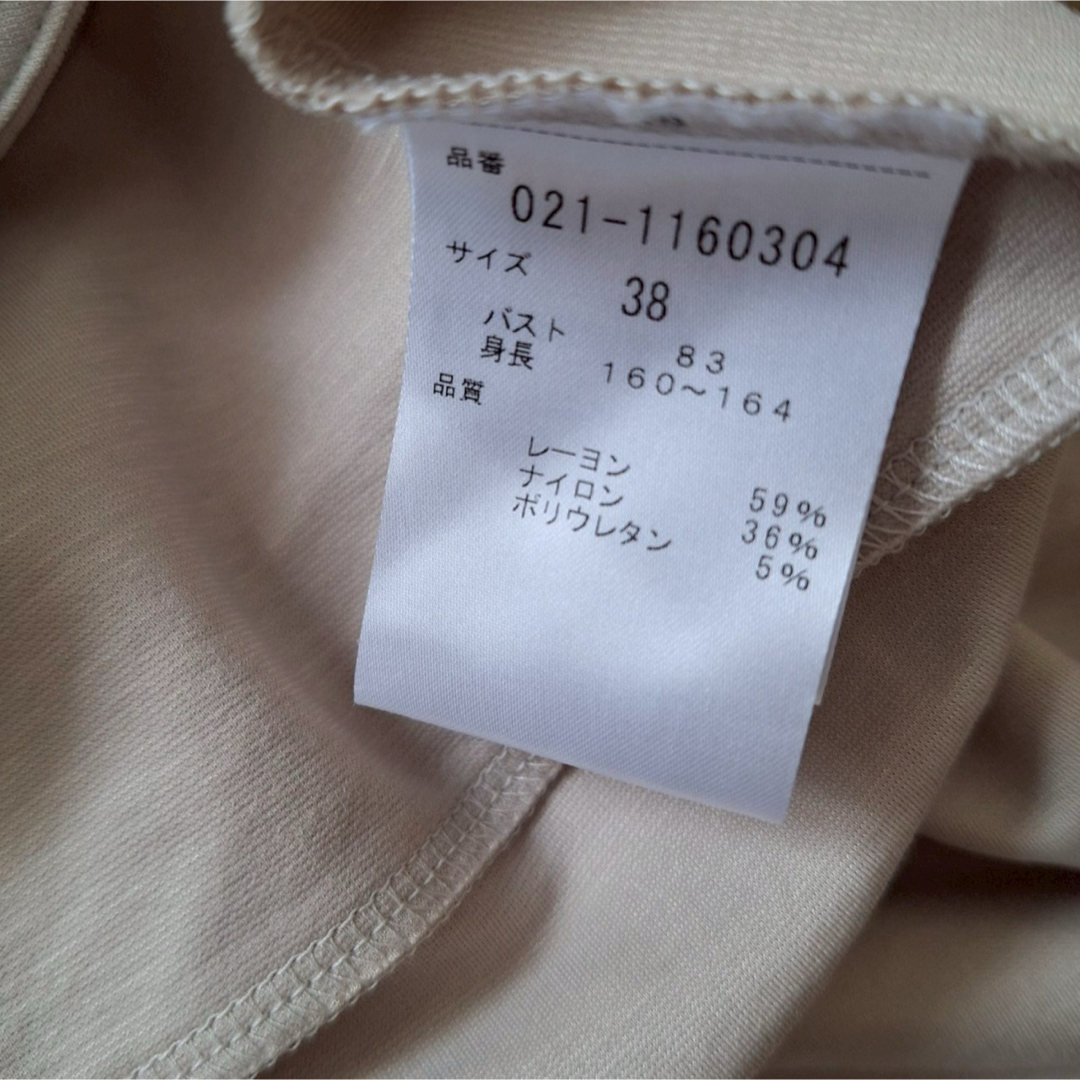 品番
021-1160304
サイズ 38
バスト 83
身長 160〜164
品質
レーヨン 59%
ナイロン 36%
ポリウレタン 5%